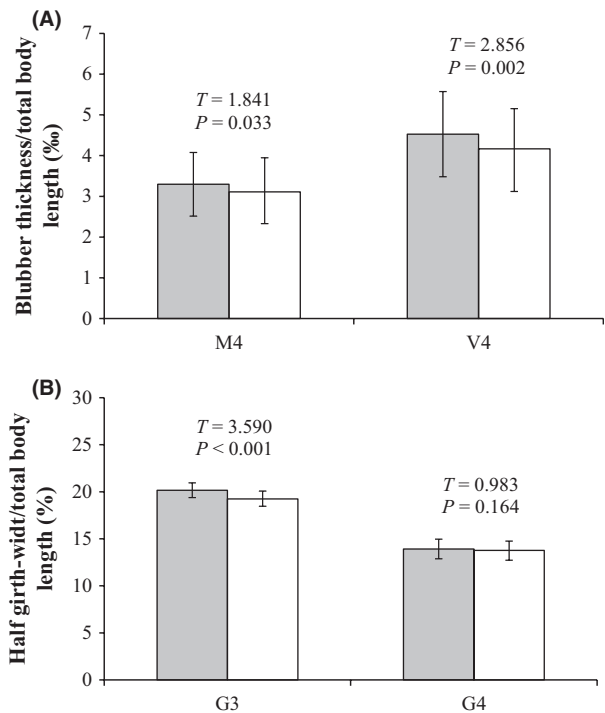 (A)
Blubber thickness/total body
length (‰)
7
6
5
4
3
2
1
0
T = 1.841
P = 0.033
T = 2.856
P = 0.002
M4
V4
(B)
Half girth-widt/total body
length (%)
30
25
20
15
10
5
0
T = 3.590
P < 0.001
T = 0.983
P = 0.164
G3
G4